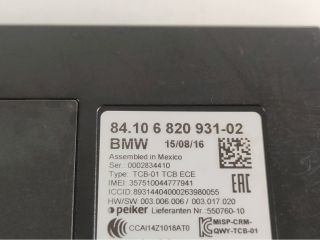 84.10 6 820 931-02
BMW 15/08/16
Assembled in Mexico
Ser. 0002834410
Type: TCB-01 TCB ECE
IMEI: 357510044777941
ICCID:89314404000263980055
HW/SW 003.006.006 / 003.017.020
peiker Lieferanten Nr. 550760-10
CCAI14Z1018AT0
MSIP-CRM-
QWY-TCB-01
EAC